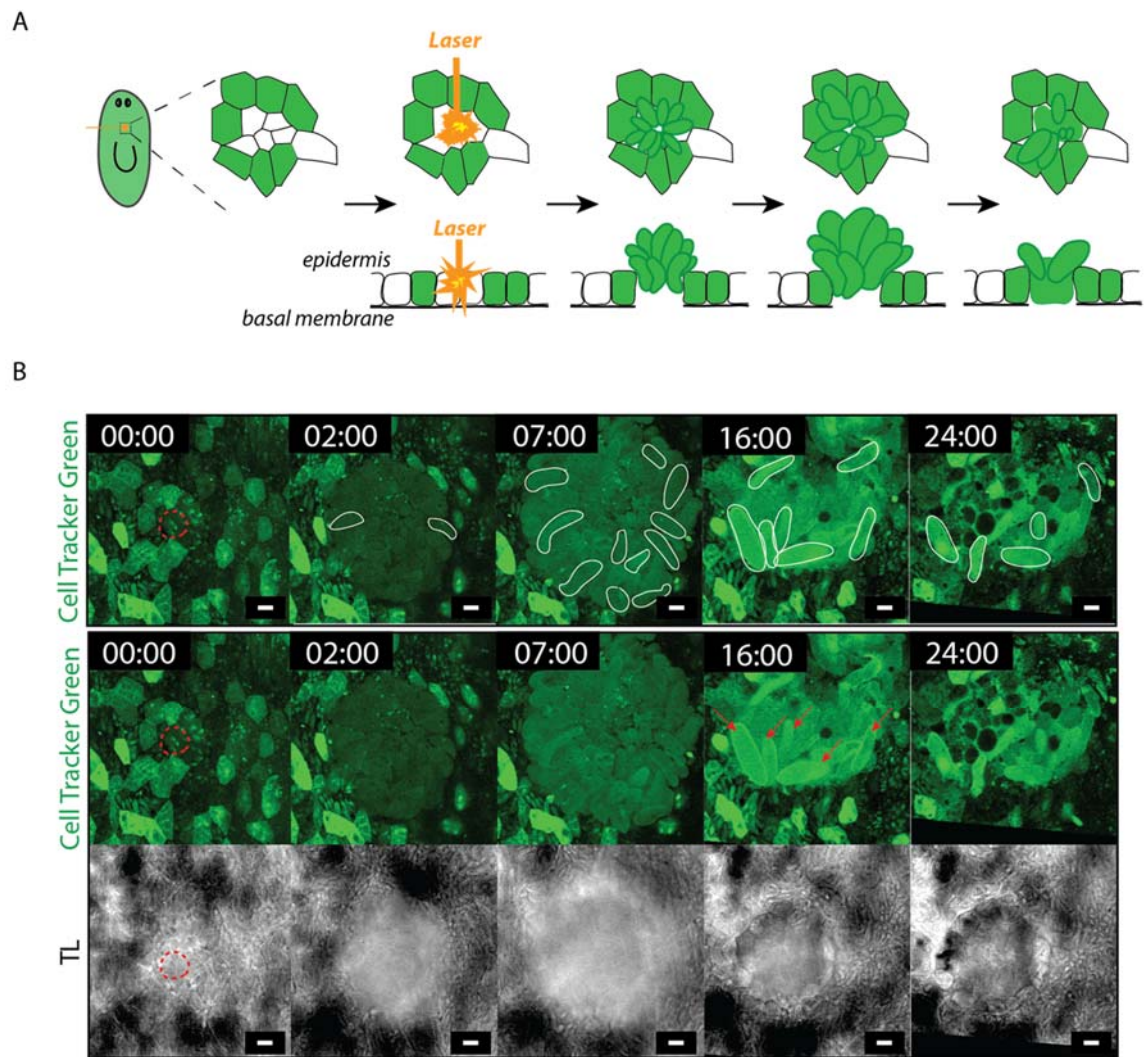 A
Laser
Laser
epidermis
basal membrane
B
Cell Tracker Green
00:00 02:00 07:00 16:00 24:00
Cell Tracker Green
00:00 02:00 07:00 16:00 24:00
TL